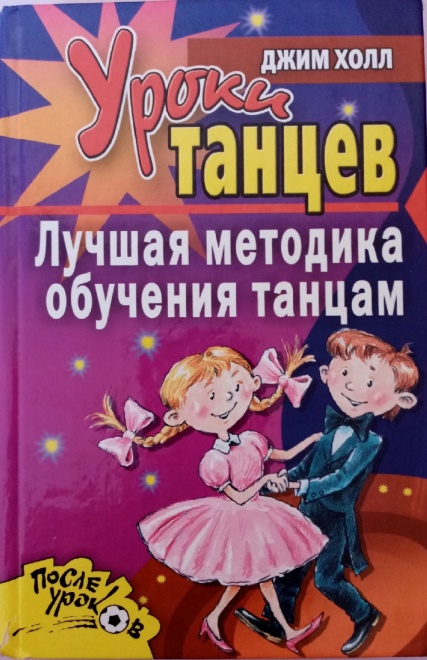 ДЖИМ ХОЛЛ
Уроки
танцев
Лучшая методика
обучения танцам
ПОСЛЕ
УРОКОВ